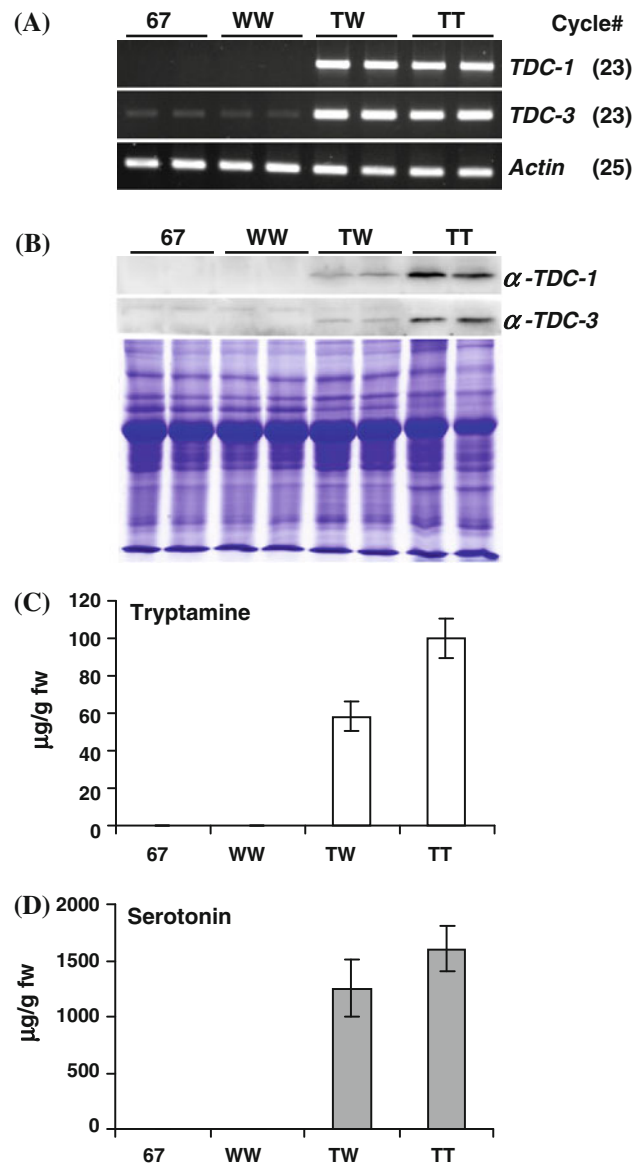 (A) 67 WW TW TT Cycle#
TDC-1 (23)
TDC-3 (23)
Actin (25)
(B) 67 WW TW TT
α-TDC-1
α-TDC-3
(C) Tryptamine
µg/g fw
120
100
80
60
40
20
0
67 WW TW TT
(D) Serotonin
µg/g fw
2000
1500
1000
500
0
67 WW TW TT